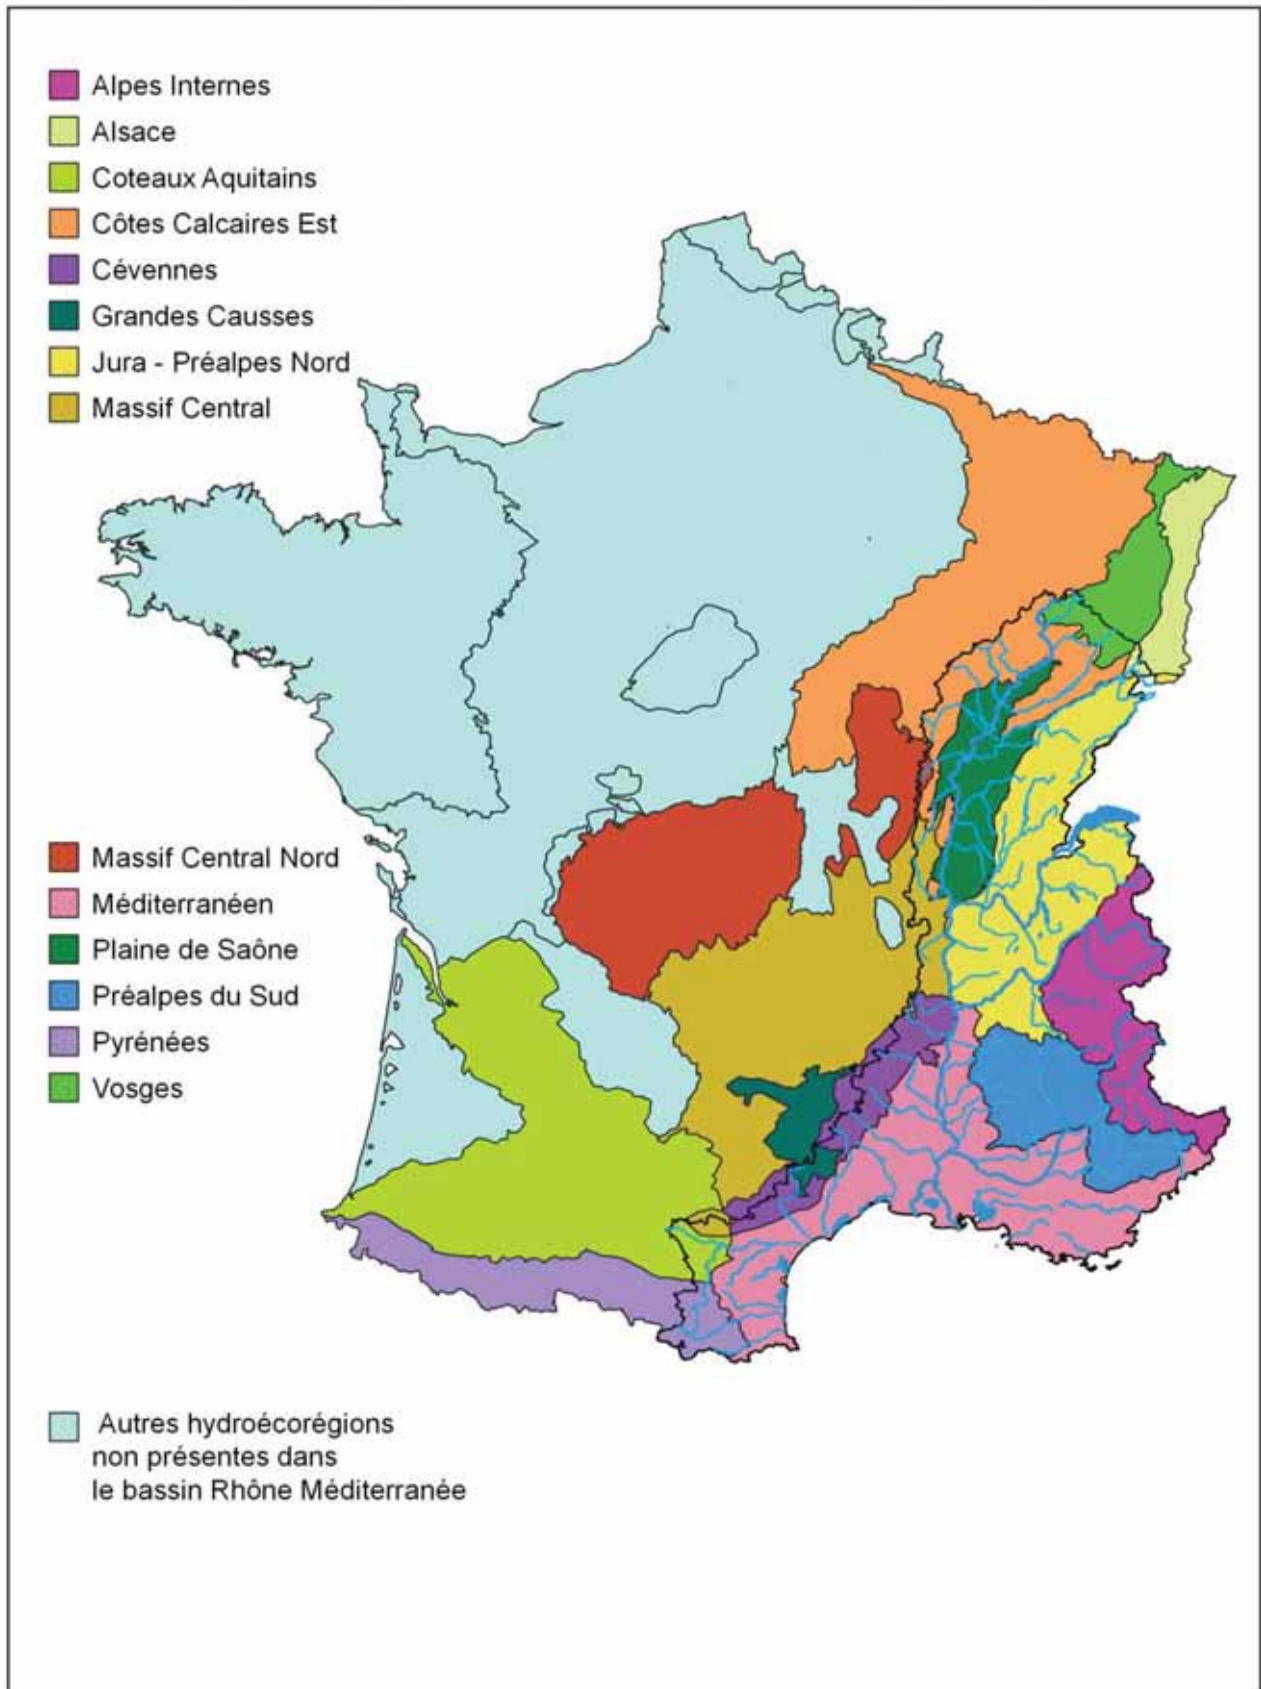 Alpes Internes
Alsace
Coteaux Aquitains
Côtes Calcaires Est
Cévennes
Grandes Causses
Jura - Préalpes Nord
Massif Central
Massif Central Nord
Méditerranéen
Plaine de Saône
Préalpes du Sud
Pyrénées
Vosges
Autres hydroécorégions
non présentes dans
le bassin Rhône Méditerranée